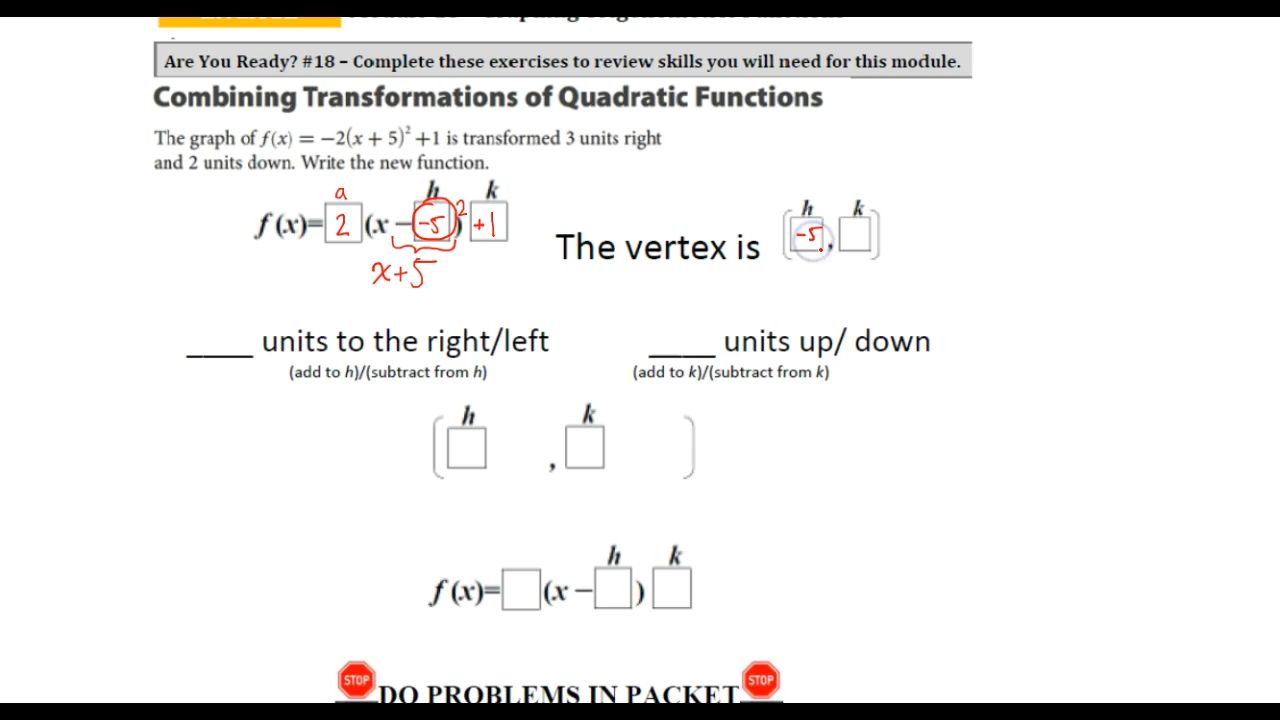 Are You Ready? #18 – Complete these exercises to review skills you will need for this module.
Combining Transformations of Quadratic Functions
The graph of f(x) = −2(x + 5)² +1 is transformed 3 units right
and 2 units down. Write the new function.
a h k
f(x)= 2 (x − -5 )² +1
x+5
h k
The vertex is ( -5 , )
____ units to the right/left ____ units up/ down
(add to h)/(subtract from h) (add to k)/(subtract from k)
h k
( , )
h k
f(x)= (x − )
STOP DO PROBLEMS IN PACKET STOP